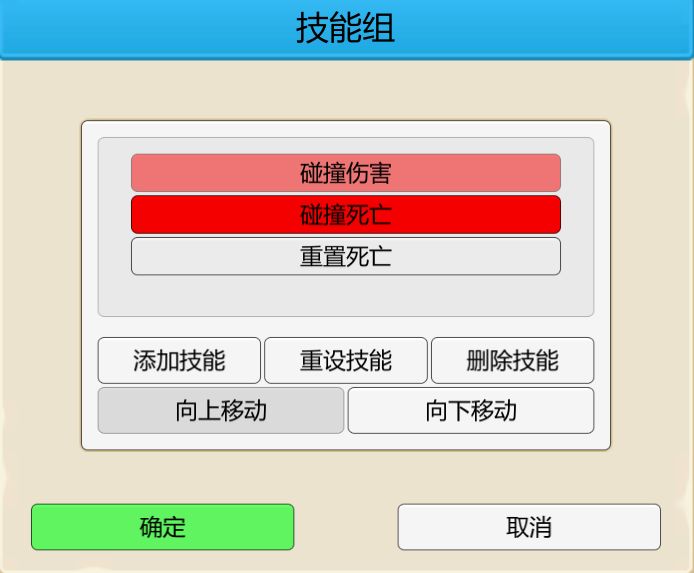 技能组
碰撞伤害
碰撞死亡
重置死亡
添加技能 重设技能 删除技能
向上移动 向下移动
确定 取消